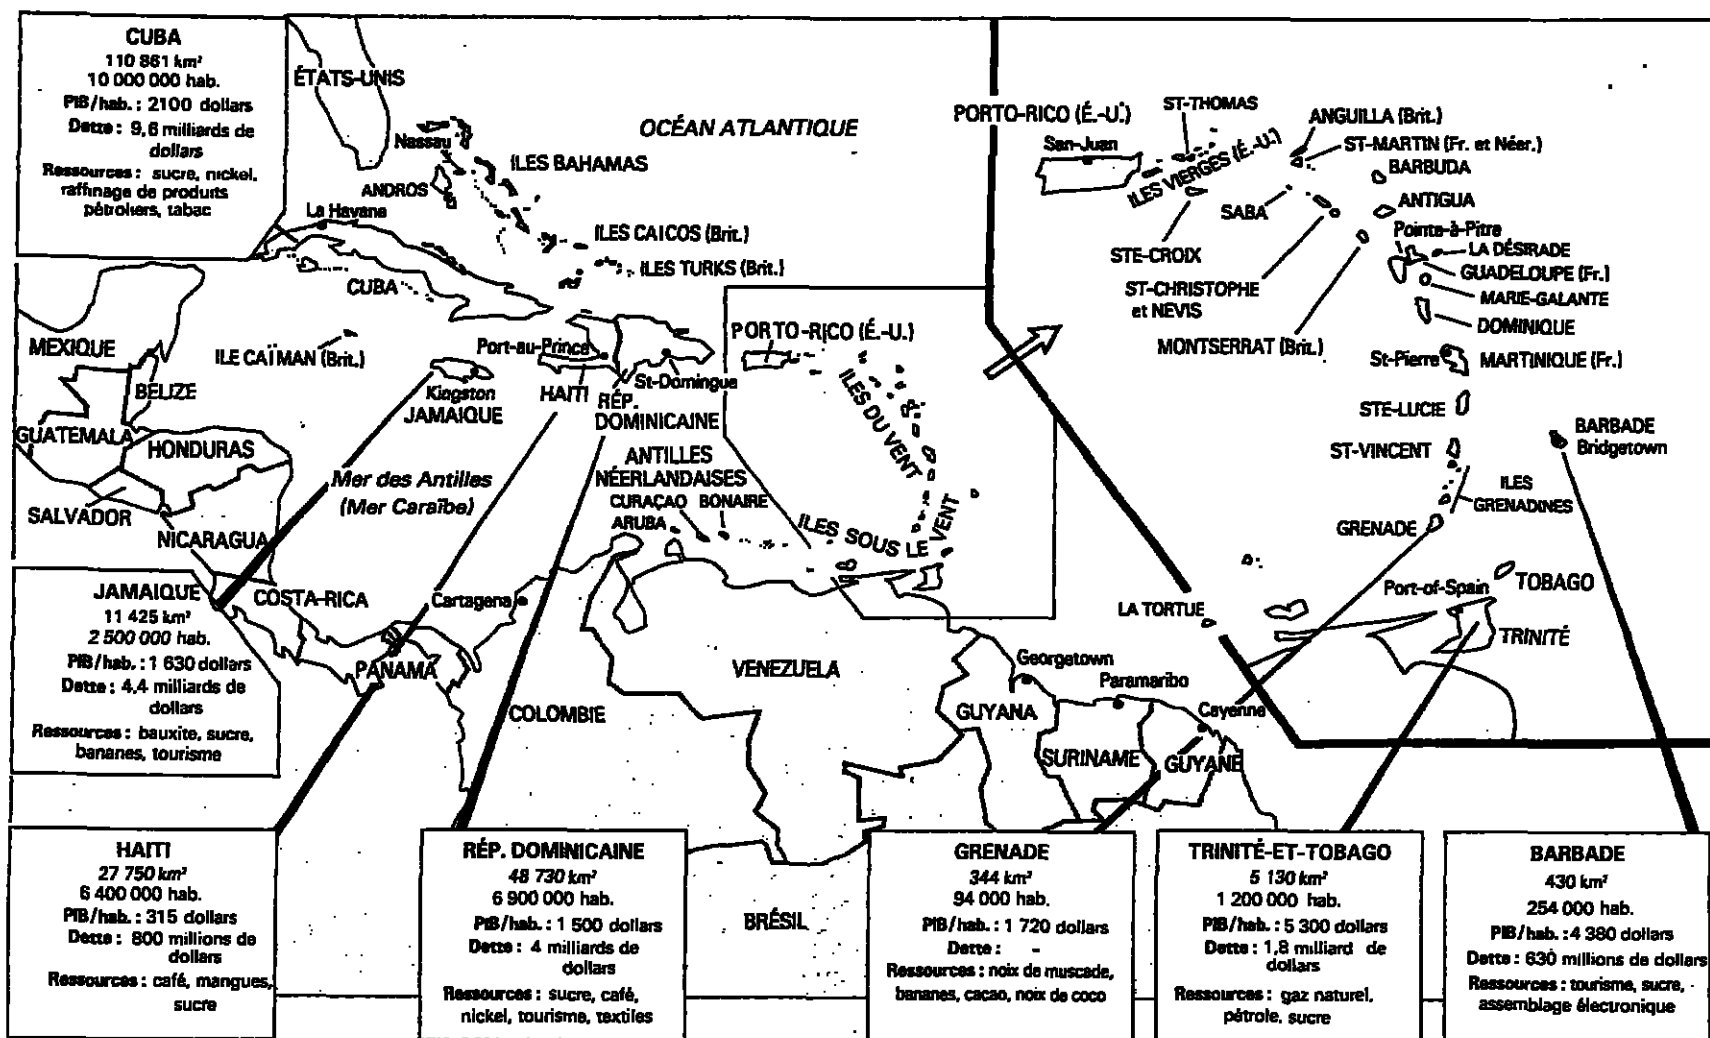 CUBA
110 861 km²
10 000 000 hab.
PIB/hab. : 2100 dollars
Dette : 9,6 milliards de
dollars
Ressources : sucre, nickel,
raffinage de produits
pétroliers, tabac
ÉTATS-UNIS
OCÉAN ATLANTIQUE
Nassau
ILES BAHAMAS
ANDROS
La Havane
ILES CAICOS (Brit.)
ILES TURKS (Brit.)
CUBA
MEXIQUE
ILE CAÏMAN (Brit.)
BELIZE
GUATEMALA
HONDURAS
SALVADOR
NICARAGUA
Kingston
JAMAIQUE
Port-au-Prince
HAITI
St-Domingue
RÉP.
DOMINICAINE
PORTO-RICO (É.-U.)
ILES DU VENT
Mer des Antilles
(Mer Caraïbe)
ANTILLES
NÉERLANDAISES
CURAÇAO BONAIRE
ARUBA
ILES SOUS LE VENT
COSTA-RICA
Cartagena
PANAMA
COLOMBIE
VENEZUELA
Georgetown
GUYANA
Paramaribo
SURINAME
Cayenne
GUYANE
BRÉSIL
PORTO-RICO (É.-U.)
San-Juan
ST-THOMAS
ILES VIERGES (É.-U.)
STE-CROIX
ANGUILLA (Brit.)
ST-MARTIN (Fr. et Néer.)
BARBUDA
SABA
ANTIGUA
ST-CHRISTOPHE
et NEVIS
Pointe-à-Pitre
LA DÉSIRADE
GUADELOUPE (Fr.)
MARIE-GALANTE
MONTSERRAT (Brit.)
DOMINIQUE
St-Pierre
MARTINIQUE (Fr.)
STE-LUCIE
ST-VINCENT
BARBADE
Bridgetown
ILES
GRENADINES
GRENADE
LA TORTUE
Port-of-Spain
TOBAGO
TRINITÉ
JAMAIQUE
11 425 km²
2 500 000 hab.
PIB/hab. : 1 630 dollars
Dette : 4,4 milliards de
dollars
Ressources : bauxite, sucre,
bananes, tourisme
HAITI
27 750 km²
6 400 000 hab.
PIB/hab. : 315 dollars
Dette : 800 millions de
dollars
Ressources : café, mangues,
sucre
RÉP. DOMINICAINE
48 730 km²
6 900 000 hab.
PIB/hab. : 1 500 dollars
Dette : 4 milliards de
dollars
Ressources : sucre, café,
nickel, tourisme, textiles
GRENADE
344 km²
94 000 hab.
PIB/hab. : 1 720 dollars
Dette : -
Ressources : noix de muscade,
bananes, cacao, noix de coco
TRINITÉ-ET-TOBAGO
5 130 km²
1 200 000 hab.
PIB/hab. : 5 300 dollars
Dette : 1,8 milliard de
dollars
Ressources : gaz naturel,
pétrole, sucre
BARBADE
430 km²
254 000 hab.
PIB/hab. : 4 380 dollars
Dette : 630 millions de dollars
Ressources : tourisme, sucre,
assemblage électronique